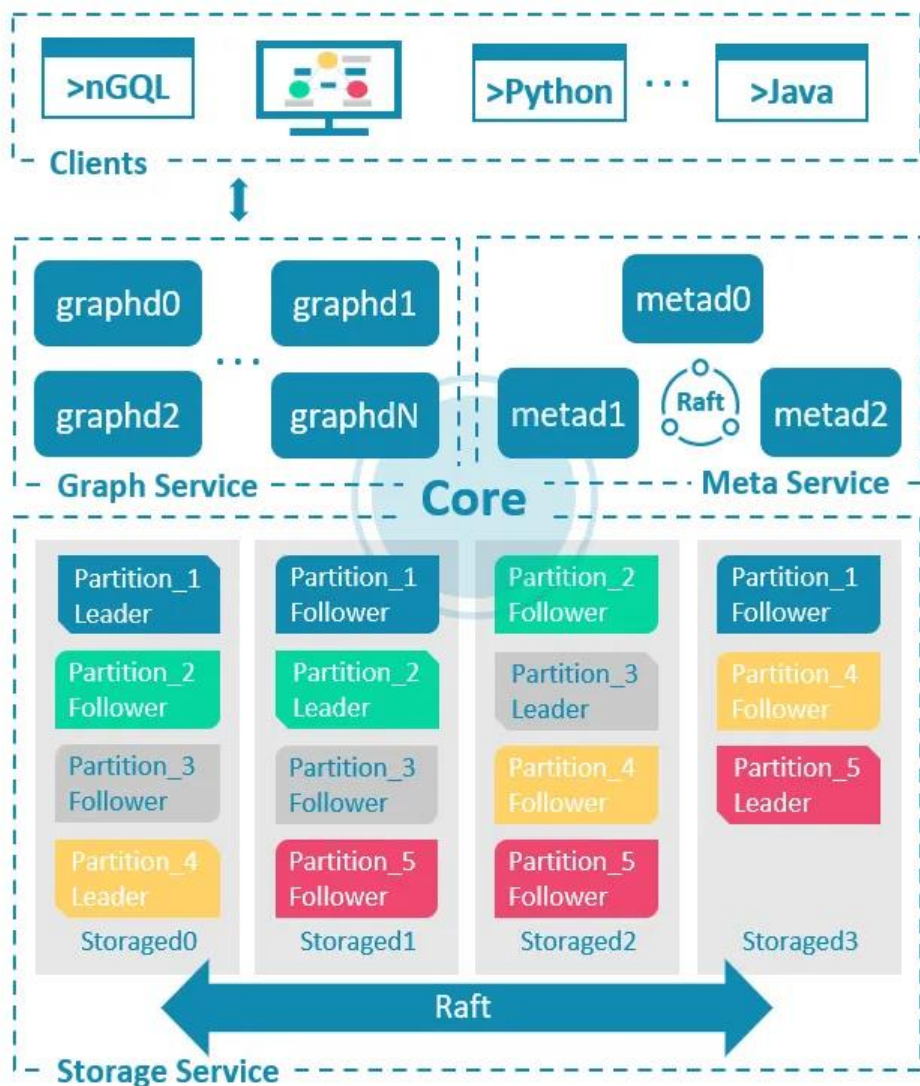 >nGQL
>Python
...
>Java
Clients
graphd0
graphd1
...
graphd2
graphdN
Graph Service
metad0
metad1
Raft
metad2
Meta Service
Core
Partition_1
Leader
Partition_2
Follower
Partition_3
Follower
Partition_4
Leader
Storaged0
Partition_1
Follower
Partition_2
Leader
Partition_3
Follower
Partition_5
Follower
Storaged1
Partition_2
Follower
Partition_3
Leader
Partition_4
Follower
Partition_5
Follower
Storaged2
Partition_1
Follower
Partition_4
Follower
Partition_5
Leader
Storaged3
Raft
Storage Service